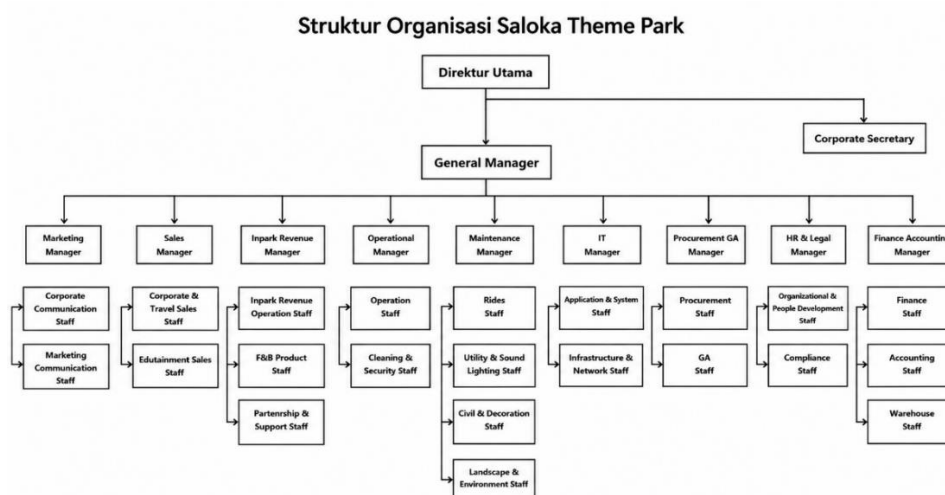 Struktur Organisasi Saloka Theme Park
Direktur Utama
Corporate Secretary
General Manager
Marketing
Manager
Sales
Manager
Inpark Revenue
Manager
Operational
Manager
Maintenance
Manager
IT
Manager
Procurement GA
Manager
HR & Legal
Manager
Finance Accounting
Manager
Corporate
Communication
Staff
Corporate &
Travel Sales
Staff
Inpark Revenue
Operation Staff
Operation
Staff
Rides
Staff
Application & System
Staff
Procurement
Staff
Organizational &
People Development
Staff
Finance
Staff
Marketing
Communication
Staff
Edutainment Sales
Staff
F&B Product
Staff
Cleaning &
Security Staff
Utility & Sound
Lighting Staff
Infrastructure &
Network Staff
GA
Staff
Compliance
Staff
Accounting
Staff
Partenrship &
Support Staff
Civil & Decoration
Staff
Warehouse
Staff
Landscape &
Environment Staff